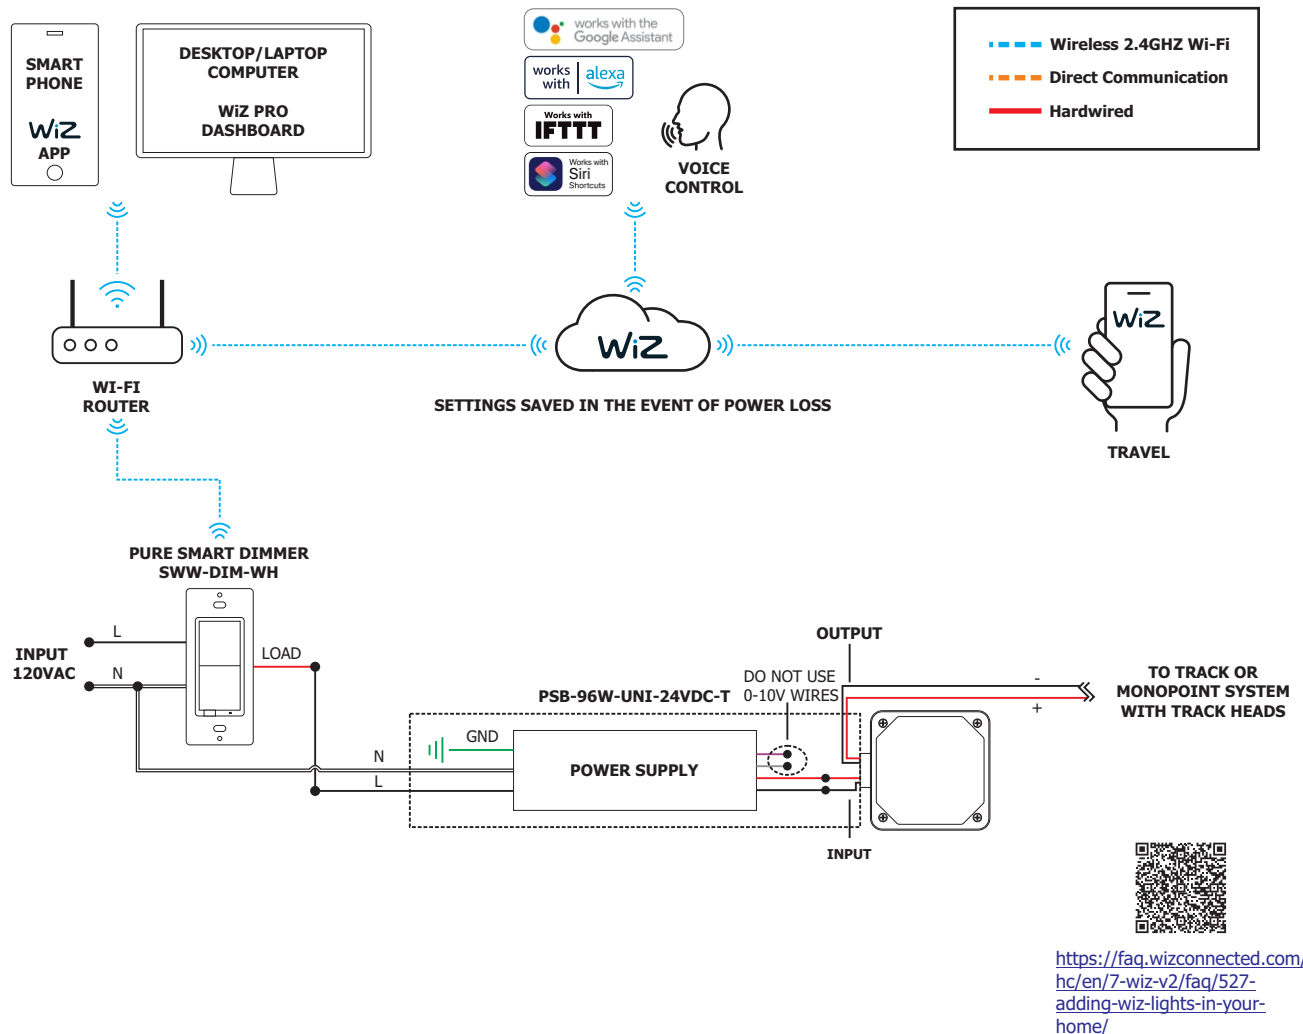 SMART
PHONE
WiZ
APP
DESKTOP/LAPTOP
COMPUTER
WiZ PRO
DASHBOARD
works with the
Google Assistant
works
with
alexa
Works with
IFTTT
Works with
Siri
Shortcuts
VOICE
CONTROL
Wireless 2.4GHZ Wi-Fi
Direct Communication
Hardwired
WI-FI
ROUTER
WiZ
SETTINGS SAVED IN THE EVENT OF POWER LOSS
WiZ
TRAVEL
PURE SMART DIMMER
SWW-DIM-WH
INPUT
120VAC
L
N
LOAD
N
L
GND
PSB-96W-UNI-24VDC-T
POWER SUPPLY
DO NOT USE
0-10V WIRES
OUTPUT
INPUT
-
+
TO TRACK OR
MONOPOINT SYSTEM
WITH TRACK HEADS
https://faq.wizconnected.com/
hc/en/7-wiz-v2/faq/527-
adding-wiz-lights-in-your-
home/